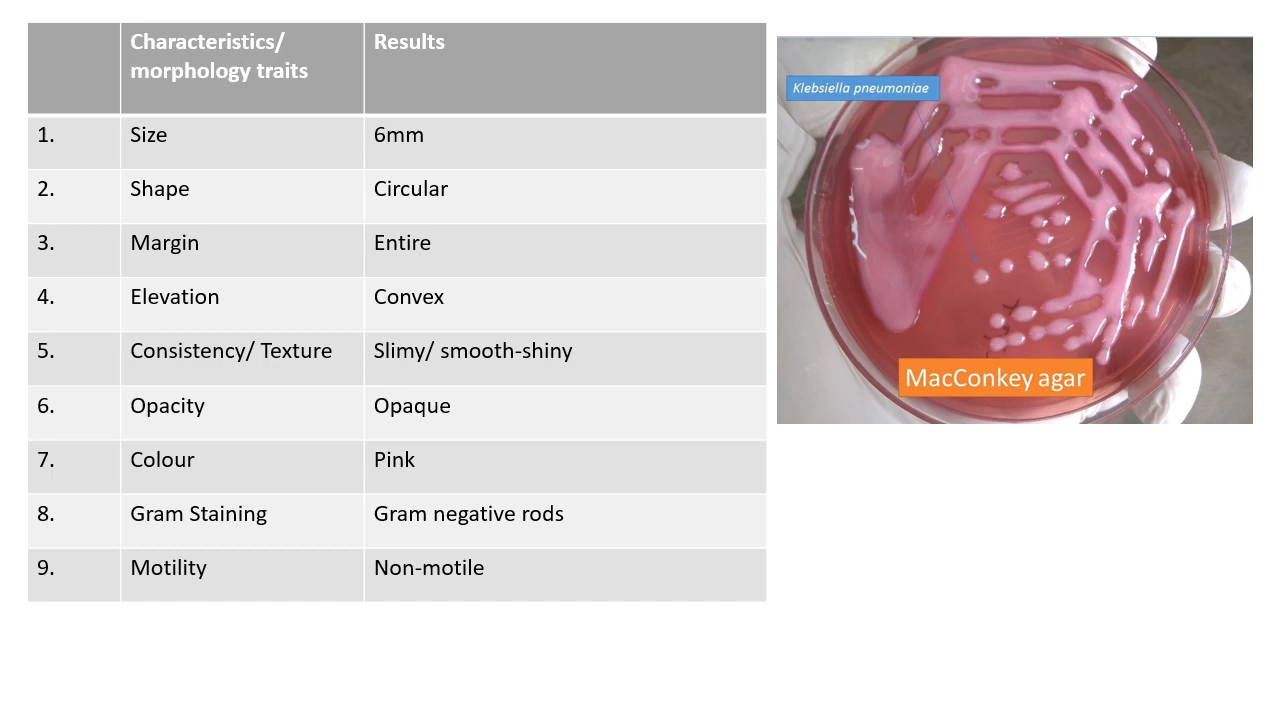 Characteristics/
morphology traits
Results
1. Size 6mm
2. Shape Circular
3. Margin Entire
4. Elevation Convex
5. Consistency/ Texture Slimy/ smooth-shiny
6. Opacity Opaque
7. Colour Pink
8. Gram Staining Gram negative rods
9. Motility Non-motile
Klebsiella pneumoniae
MacConkey agar